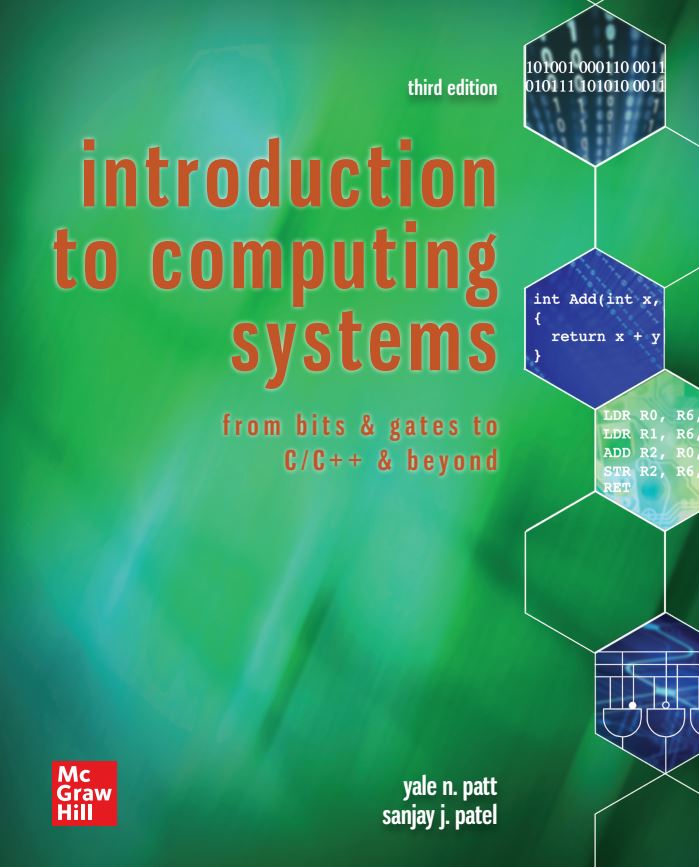 third edition
introduction
to computing
systems
from bits & gates to
C/C++ & beyond
101001 000110 0011
010111 101010 0011
int Add(int x,
{
return x + y
}
LDR R0, R6,
LDR R1, R6,
ADD R2, R0,
STR R2, R6,
RET
Mc
Graw
Hill
yale n. patt
sanjay j. patel